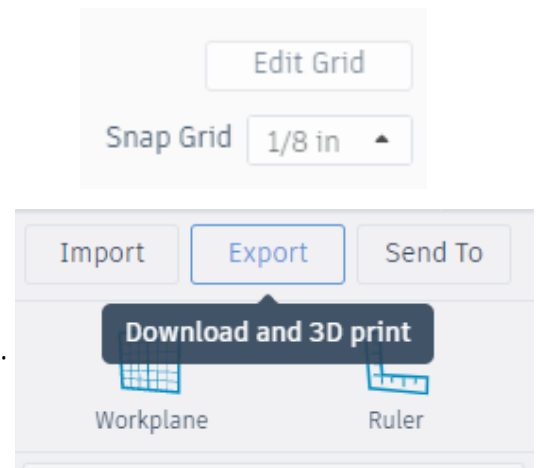 Edit Grid
Snap Grid 1/8 in
Import Export Send To
Download and 3D print
.
Workplane Ruler